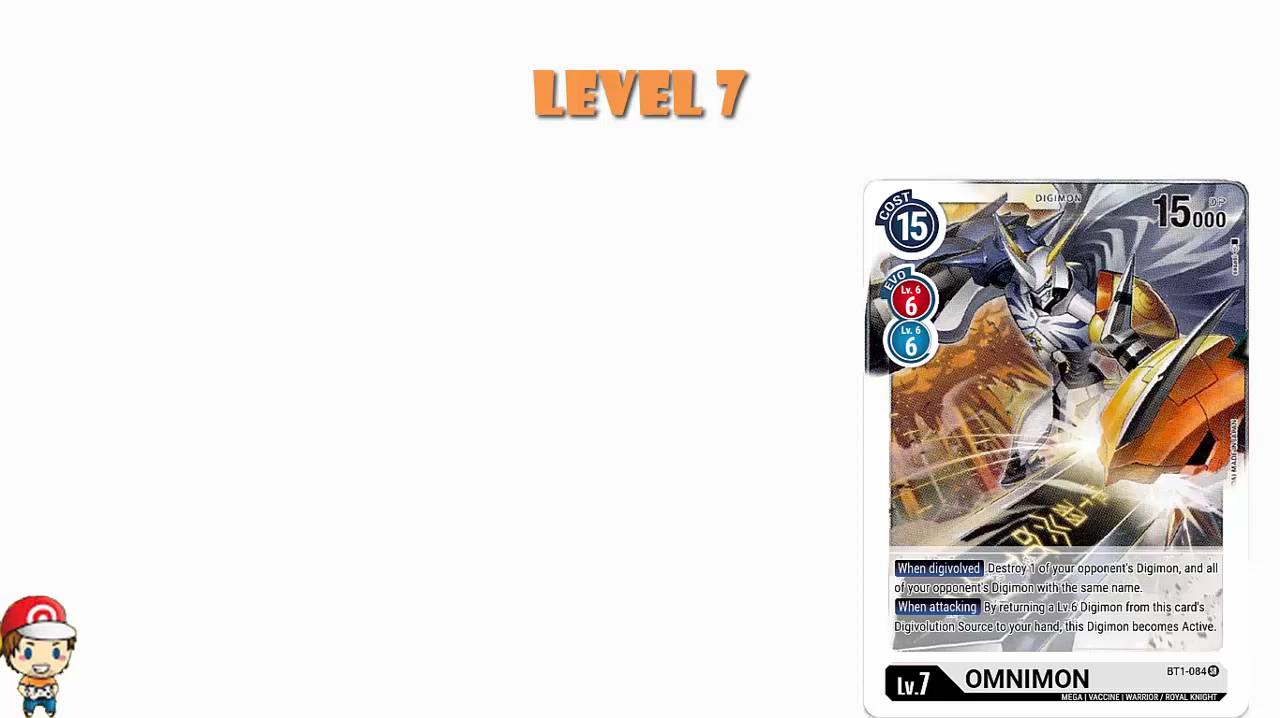 LEVEL 7
COST
15
DIGIMON
15000
DP
EVO
Lv. 6
6
Lv. 6
6
When digivolved Destroy 1 of your opponent's Digimon, and all
of your opponent's Digimon with the same name.
When attacking By returning a Lv.6 Digimon from this card's
Digivolution Source to your hand, this Digimon becomes Active.
Lv.7
OMNIMON
BT1-084 SR
MEGA | VACCINE | WARRIOR / ROYAL KNIGHT